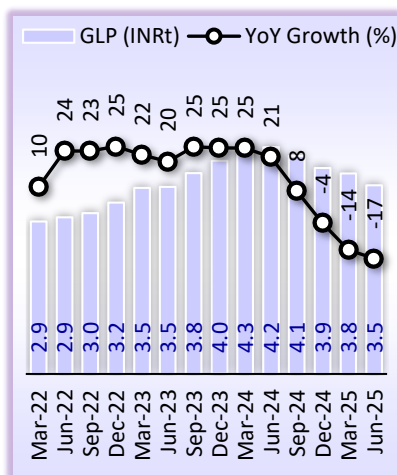 GLP (INRt) YoY Growth (%)
10 24 23 25 22 20 25 25 25 21 8 -4 -14 -17
2.9 2.9 3.0 3.2 3.5 3.5 3.8 4.0 4.3 4.2 4.1 3.9 3.8 3.5
Mar-22 Jun-22 Sep-22 Dec-22 Mar-23 Jun-23 Sep-23 Dec-23 Mar-24 Jun-24 Sep-24 Dec-24 Mar-25 Jun-25